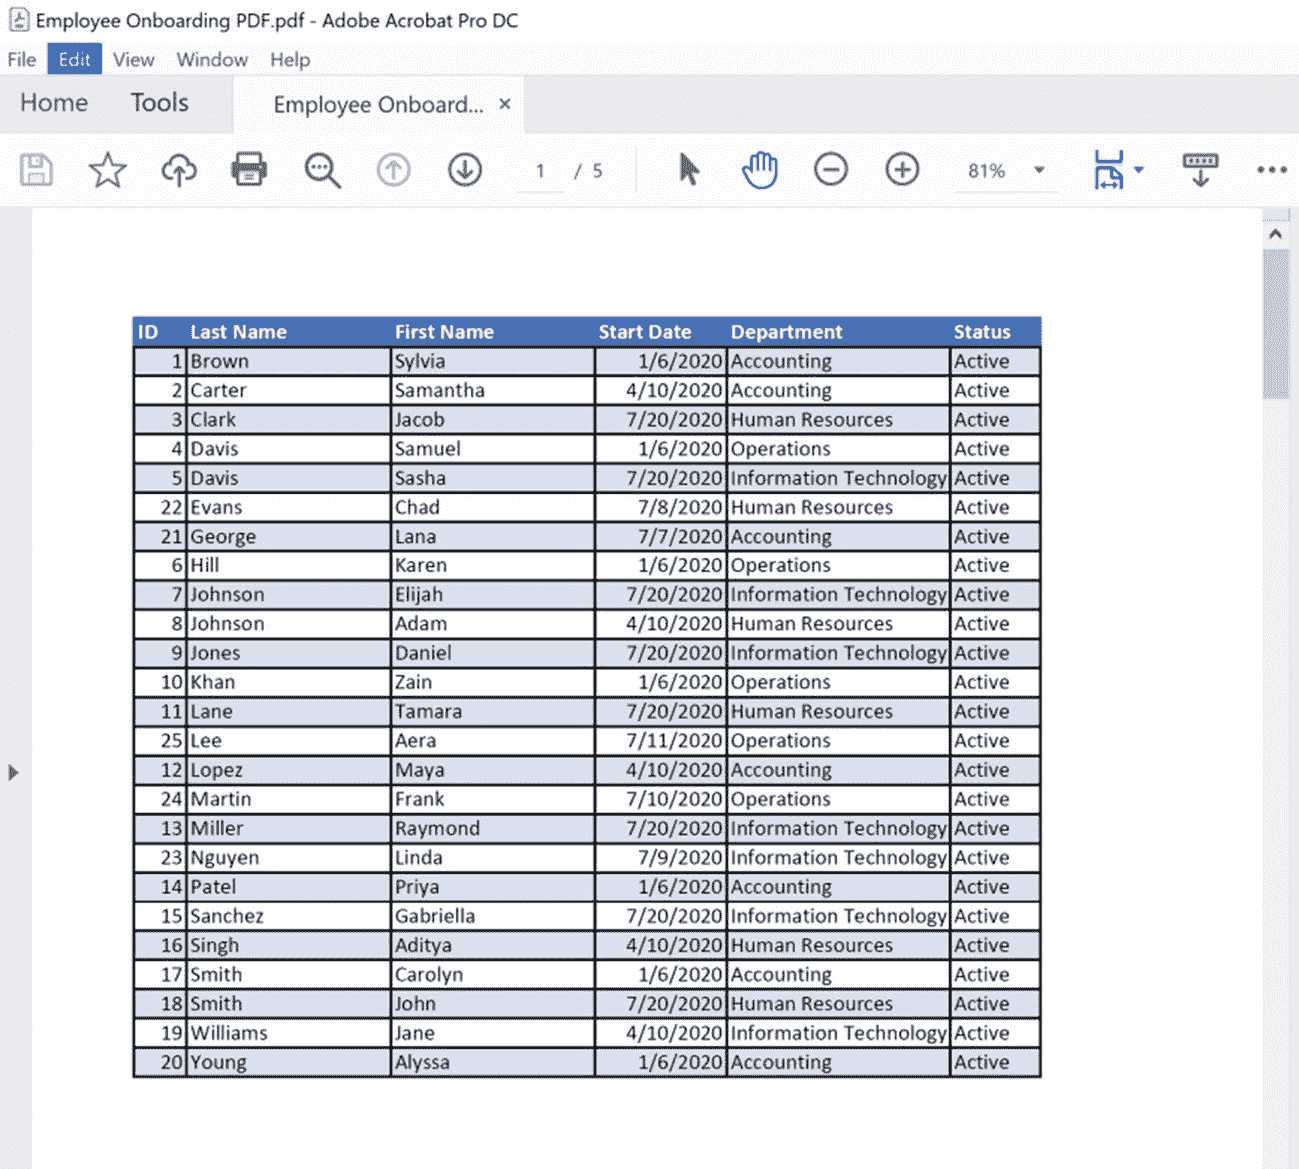 Employee Onboarding PDF.pdf - Adobe Acrobat Pro DC
File Edit View Window Help
Home Tools Employee Onboard... ×
1 / 5 81%
ID Last Name First Name Start Date Department Status
1 Brown Sylvia 1/6/2020 Accounting Active
2 Carter Samantha 4/10/2020 Accounting Active
3 Clark Jacob 7/20/2020 Human Resources Active
4 Davis Samuel 1/6/2020 Operations Active
5 Davis Sasha 7/20/2020 Information Technology Active
22 Evans Chad 7/8/2020 Human Resources Active
21 George Lana 7/7/2020 Accounting Active
6 Hill Karen 1/6/2020 Operations Active
7 Johnson Elijah 7/20/2020 Information Technology Active
8 Johnson Adam 4/10/2020 Human Resources Active
9 Jones Daniel 7/20/2020 Information Technology Active
10 Khan Zain 1/6/2020 Operations Active
11 Lane Tamara 7/20/2020 Human Resources Active
25 Lee Aera 7/11/2020 Operations Active
12 Lopez Maya 4/10/2020 Accounting Active
24 Martin Frank 7/10/2020 Operations Active
13 Miller Raymond 7/20/2020 Information Technology Active
23 Nguyen Linda 7/9/2020 Information Technology Active
14 Patel Priya 1/6/2020 Accounting Active
15 Sanchez Gabriella 7/20/2020 Information Technology Active
16 Singh Aditya 4/10/2020 Human Resources Active
17 Smith Carolyn 1/6/2020 Accounting Active
18 Smith John 7/20/2020 Human Resources Active
19 Williams Jane 4/10/2020 Information Technology Active
20 Young Alyssa 1/6/2020 Accounting Active